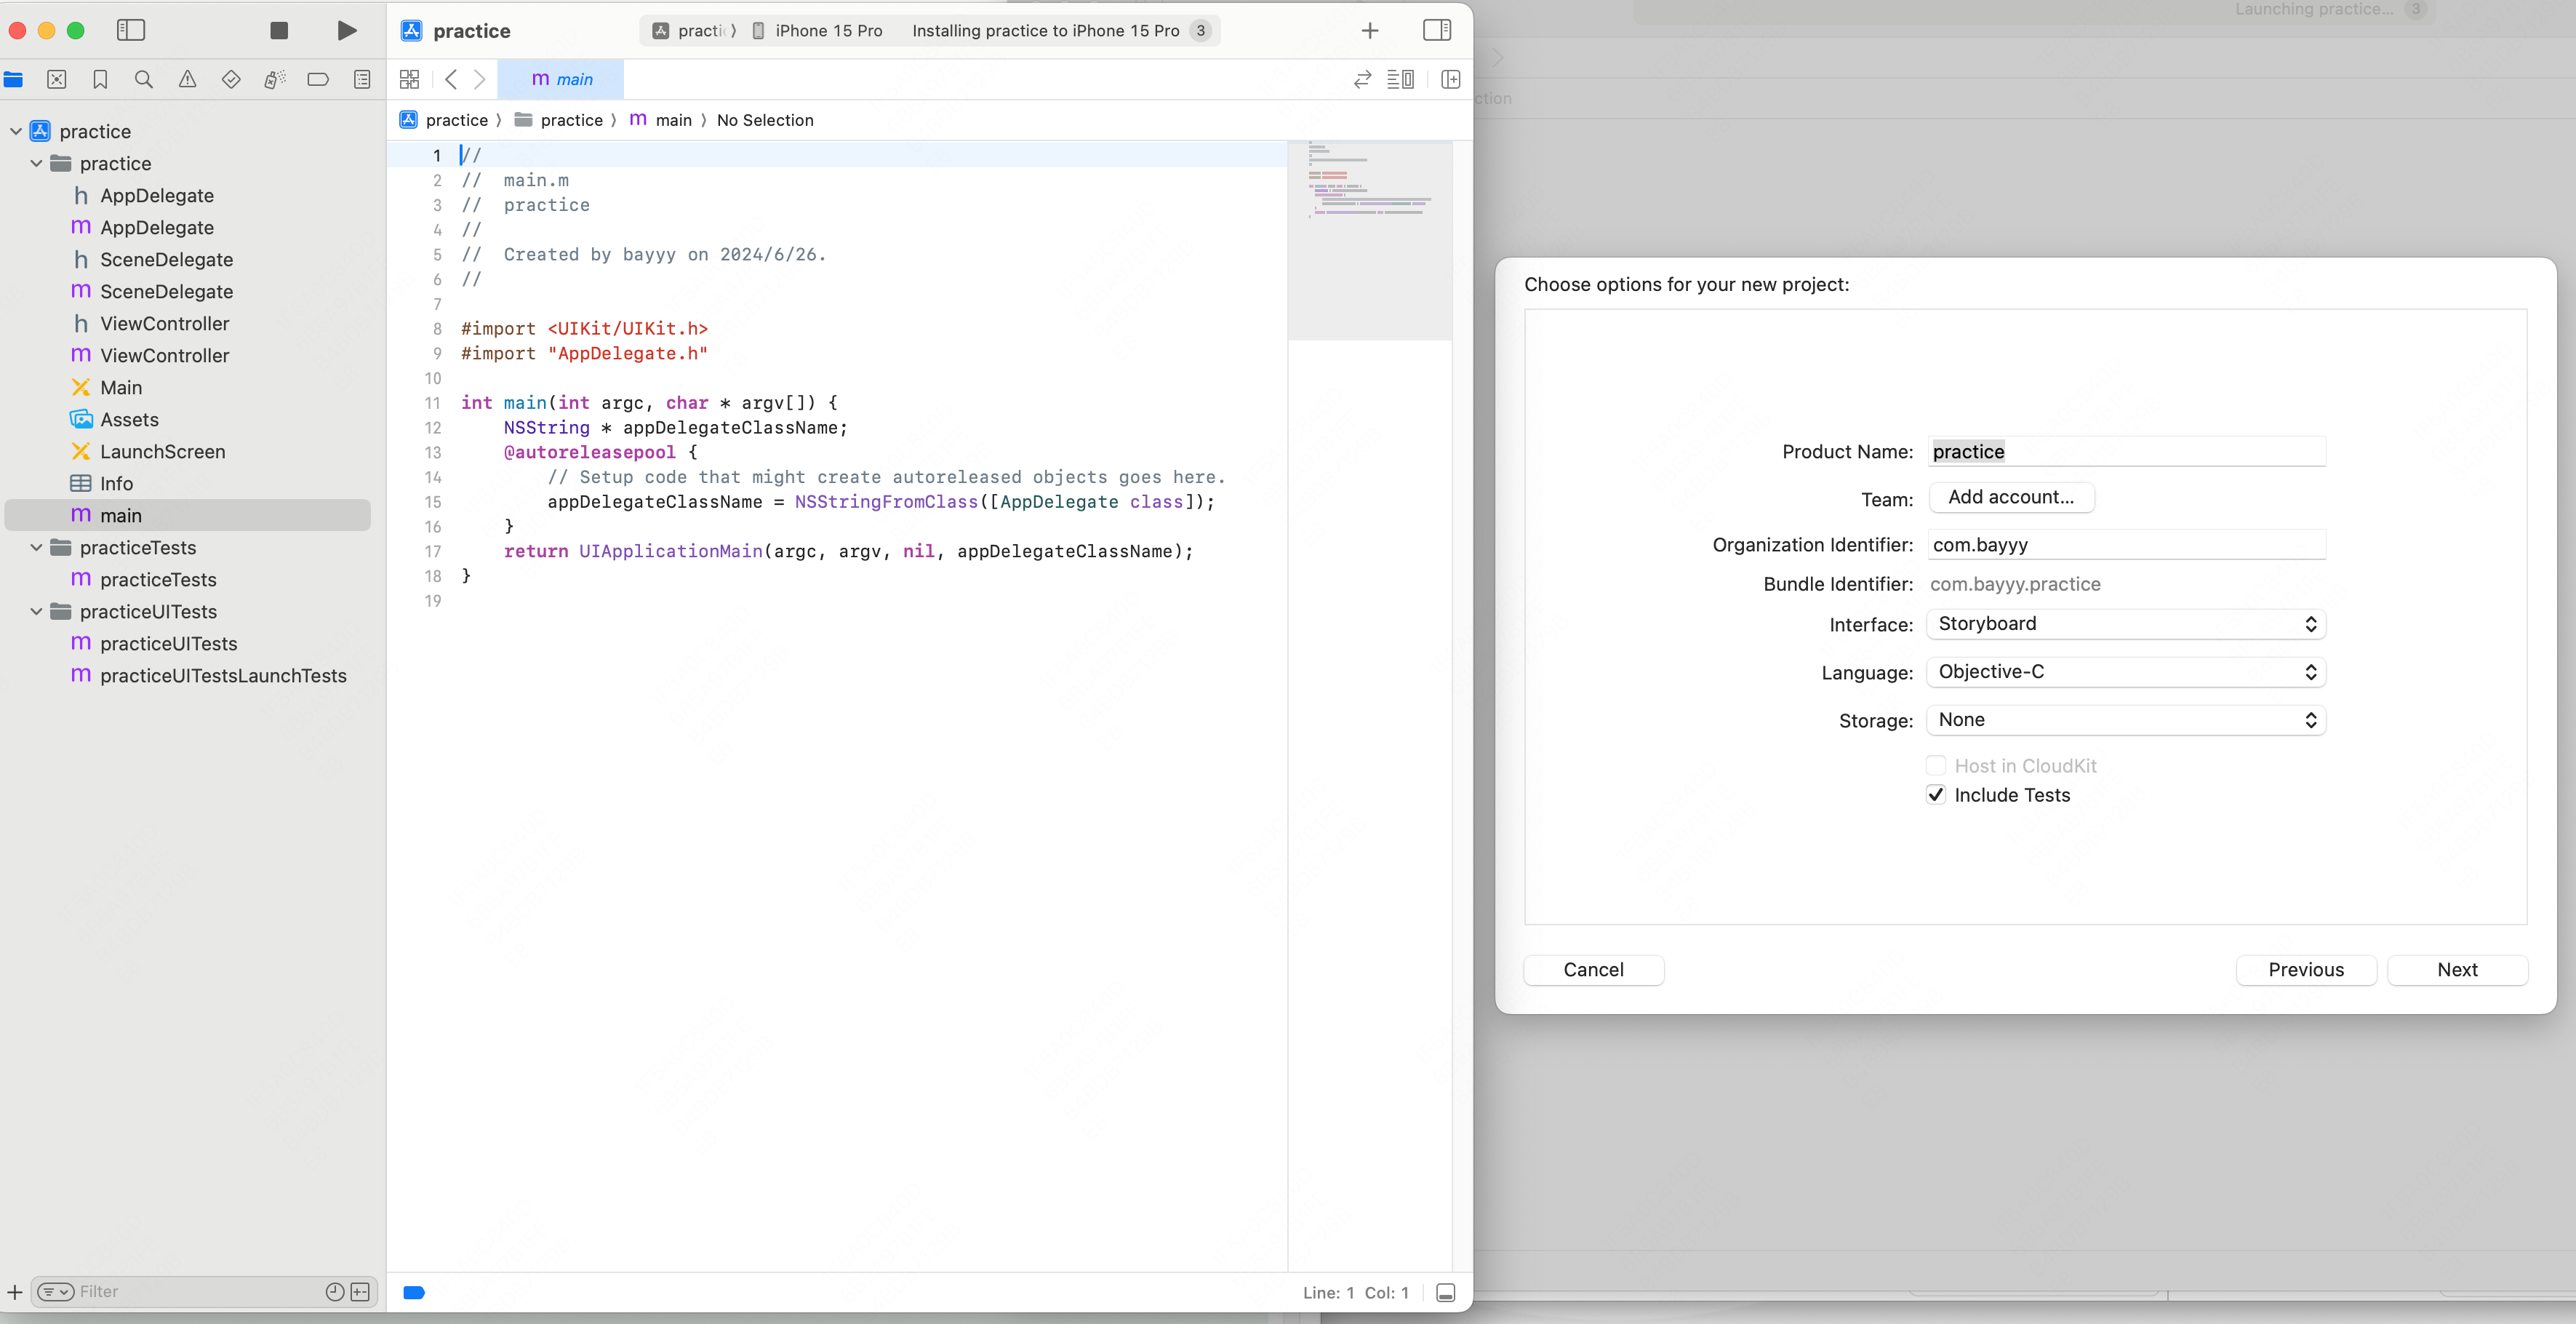 practice
practic
iPhone 15 Pro
Installing practice to iPhone 15 Pro
3
m main
practice
practice
m main
No Selection
practice
practice
h AppDelegate
m AppDelegate
h SceneDelegate
m SceneDelegate
h ViewController
m ViewController
Main
Assets
LaunchScreen
Info
m main
practiceTests
m practiceTests
practiceUITests
m practiceUITests
m practiceUITestsLaunchTests
Filter
1 //
2 //  main.m
3 //  practice
4 //
5 //  Created by bayyy on 2024/6/26.
6 //
7
8 #import <UIKit/UIKit.h>
9 #import "AppDelegate.h"
10
11 int main(int argc, char * argv[]) {
12     NSString * appDelegateClassName;
13     @autoreleasepool {
14         // Setup code that might create autoreleased objects goes here.
15         appDelegateClassName = NSStringFromClass([AppDelegate class]);
16     }
17     return UIApplicationMain(argc, argv, nil, appDelegateClassName);
18 }
19
Line: 1 Col: 1
Launching practice... 3
ction
Choose options for your new project:
Product Name: practice
Team: Add account...
Organization Identifier: com.bayyy
Bundle Identifier: com.bayyy.practice
Interface: Storyboard
Language: Objective-C
Storage: None
Host in CloudKit
Include Tests
Cancel
Previous
Next